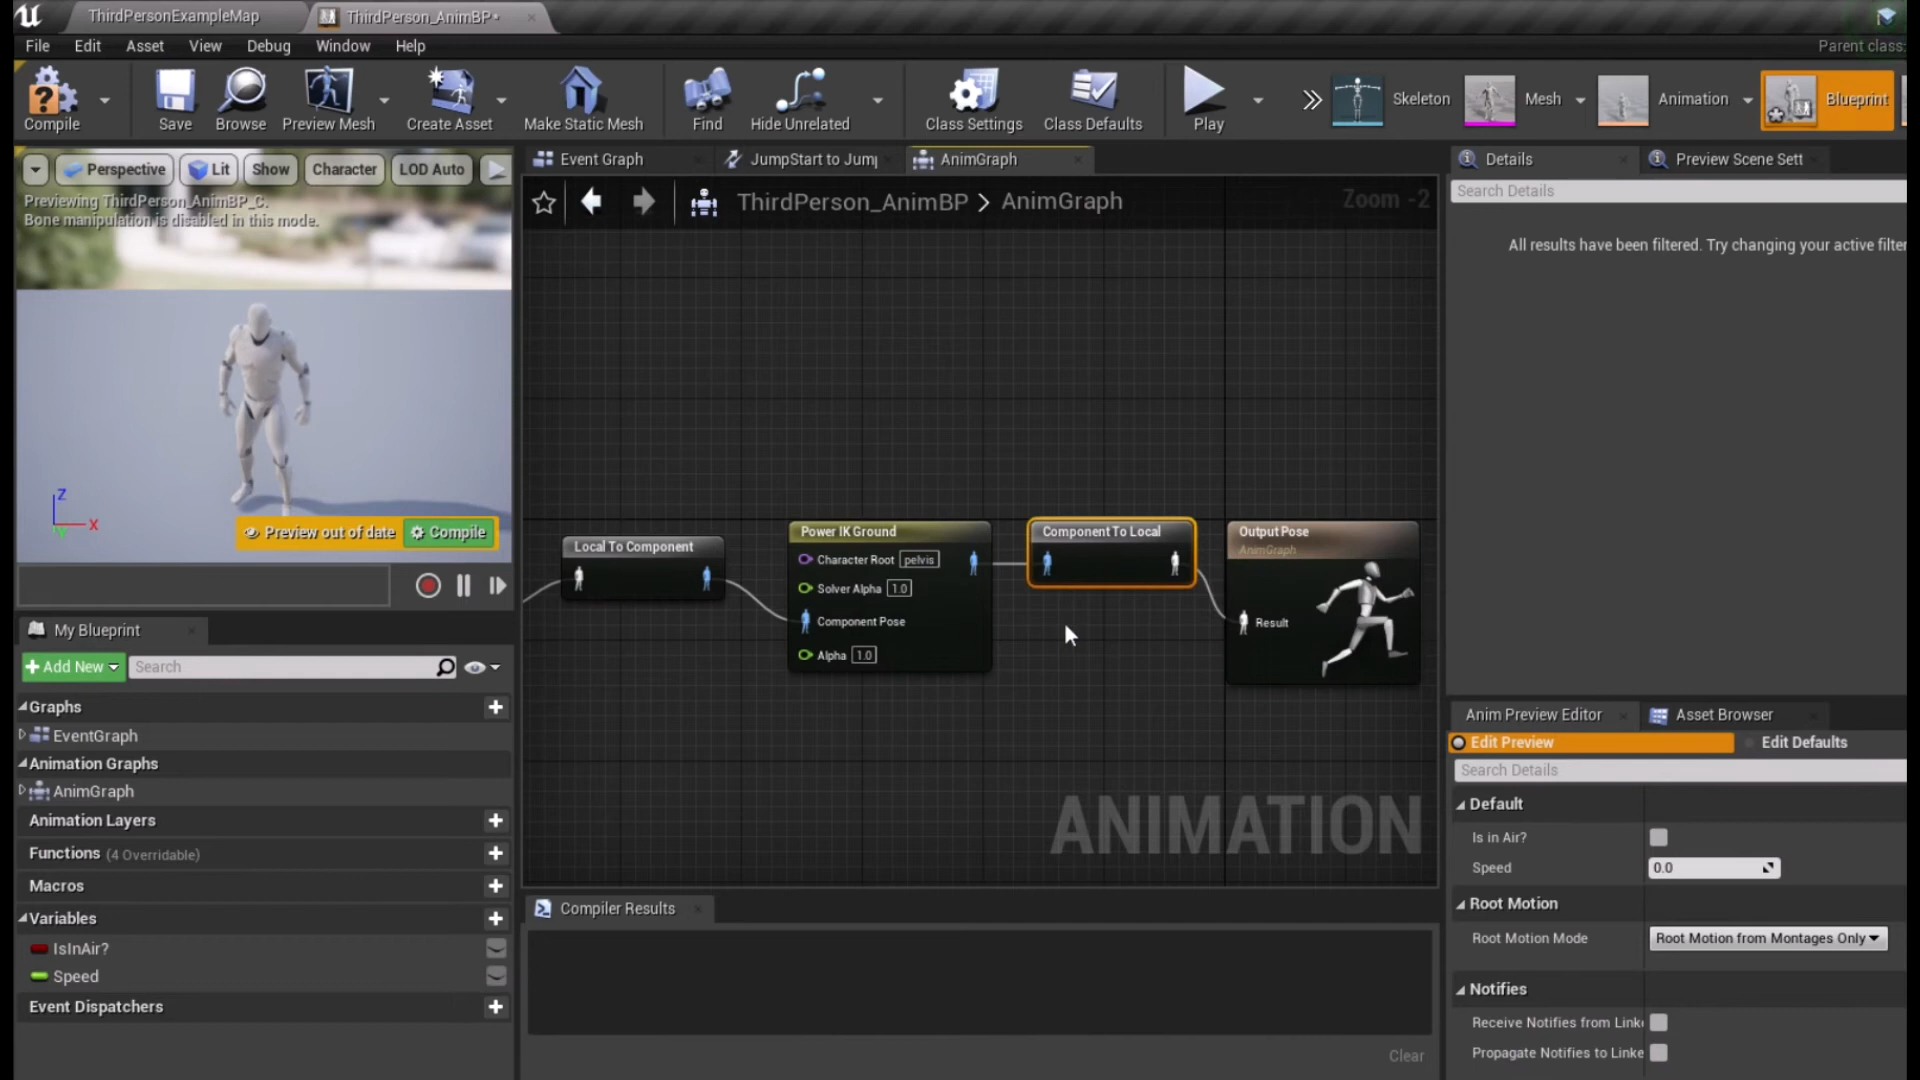 ThirdPersonExampleMap
ThirdPerson_AnimBP*
File Edit Asset View Debug Window Help
Parent class:
Compile
Save
Browse
Preview Mesh
Create Asset
Make Static Mesh
Find
Hide Unrelated
Class Settings
Class Defaults
Play
Skeleton
Mesh
Animation
Blueprint
Perspective
Lit
Show
Character
LOD Auto
Previewing ThirdPerson_AnimBP_C.
Bone manipulation is disabled in this mode.
Z
X
Y
Preview out of date
Compile
My Blueprint
Add New
Search
Graphs
EventGraph
Animation Graphs
AnimGraph
Animation Layers
Functions (4 Overridable)
Macros
Variables
IsInAir?
Speed
Event Dispatchers
Event Graph
JumpStart to Jump
AnimGraph
ThirdPerson_AnimBP > AnimGraph
Zoom -2
Local To Component
Power IK Ground
Character Root pelvis
Solver Alpha 1.0
Component Pose
Alpha 1.0
Component To Local
Output Pose
AnimGraph
Result
ANIMATION
Compiler Results
Clear
Details
Preview Scene Sett
Search Details
All results have been filtered. Try changing your active filter
Anim Preview Editor
Asset Browser
Edit Preview
Edit Defaults
Search Details
Default
Is in Air?
Speed 0.0
Root Motion
Root Motion Mode Root Motion from Montages Only
Notifies
Receive Notifies from Linke
Propagate Notifies to Linke